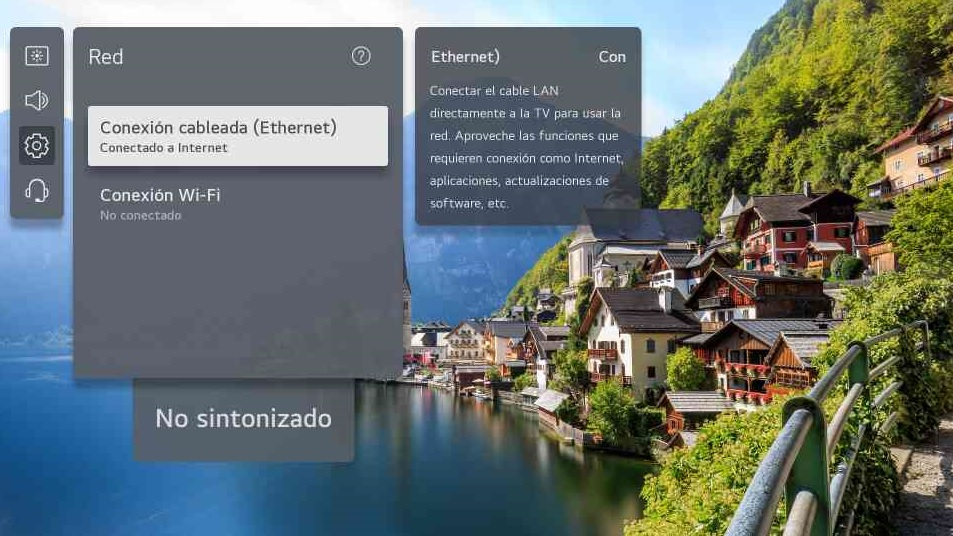 Red
?
Conexión cableada (Ethernet)
Conectado a Internet
Conexión Wi-Fi
No conectado
Ethernet) Con
Conectar el cable LAN
directamente a la TV para usar la
red. Aproveche las funciones que
requieren conexión como Internet,
aplicaciones, actualizaciones de
software, etc.
No sintonizado